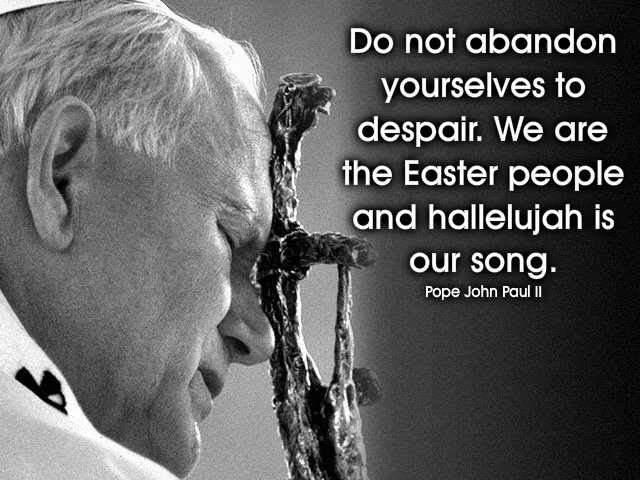 Do not abandon
yourselves to
despair. We are
the Easter people
and hallelujah is
our song.
Pope John Paul II